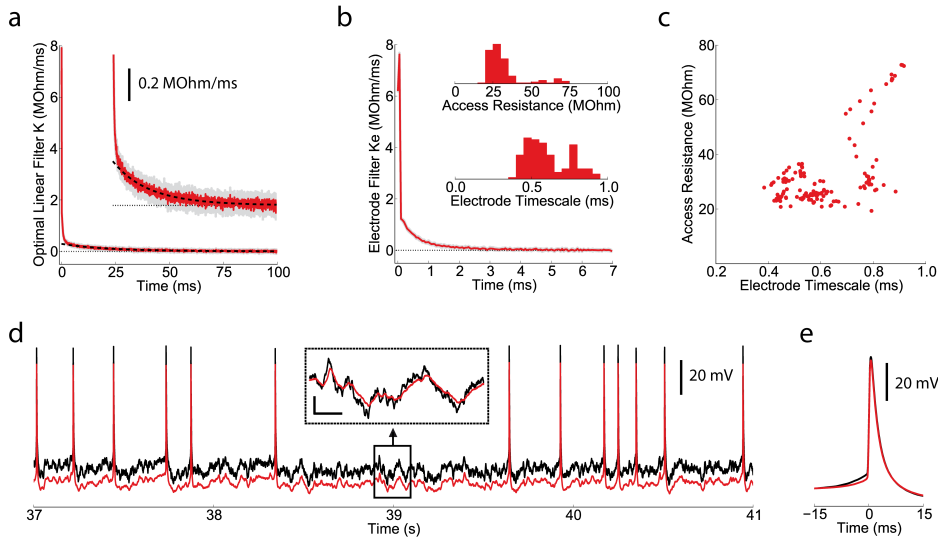 a
Optimal Linear Filter K (MOhm/ms)
8
6
4
2
0
0.2 MOhm/ms
0
25
50
75
100
Time (ms)
b
Electrode Filter Ke (MOhm/ms)
8
6
4
2
0
0
25
50
75
100
Access Resistance (MOhm)
0.0
0.5
1.0
Electrode Timescale (ms)
0
1
2
3
4
5
6
7
Time (ms)
c
Access Resistance (MOhm)
80
60
40
20
0.2
0.4
0.6
0.8
1.0
Electrode Timescale (ms)
d
20 mV
37
38
39
40
41
Time (s)
e
20 mV
−15
0
15
Time (ms)